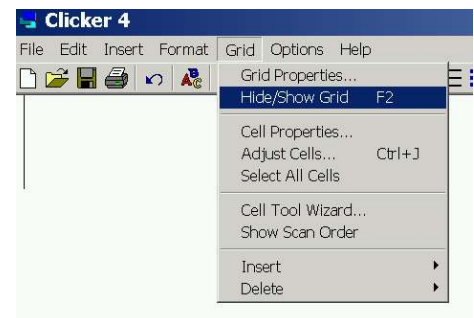 Clicker 4
File Edit Insert Format Grid Options Help
Grid Properties...
Hide/Show Grid F2
Cell Properties...
Adjust Cells... Ctrl+J
Select All Cells
Cell Tool Wizard...
Show Scan Order
Insert
Delete